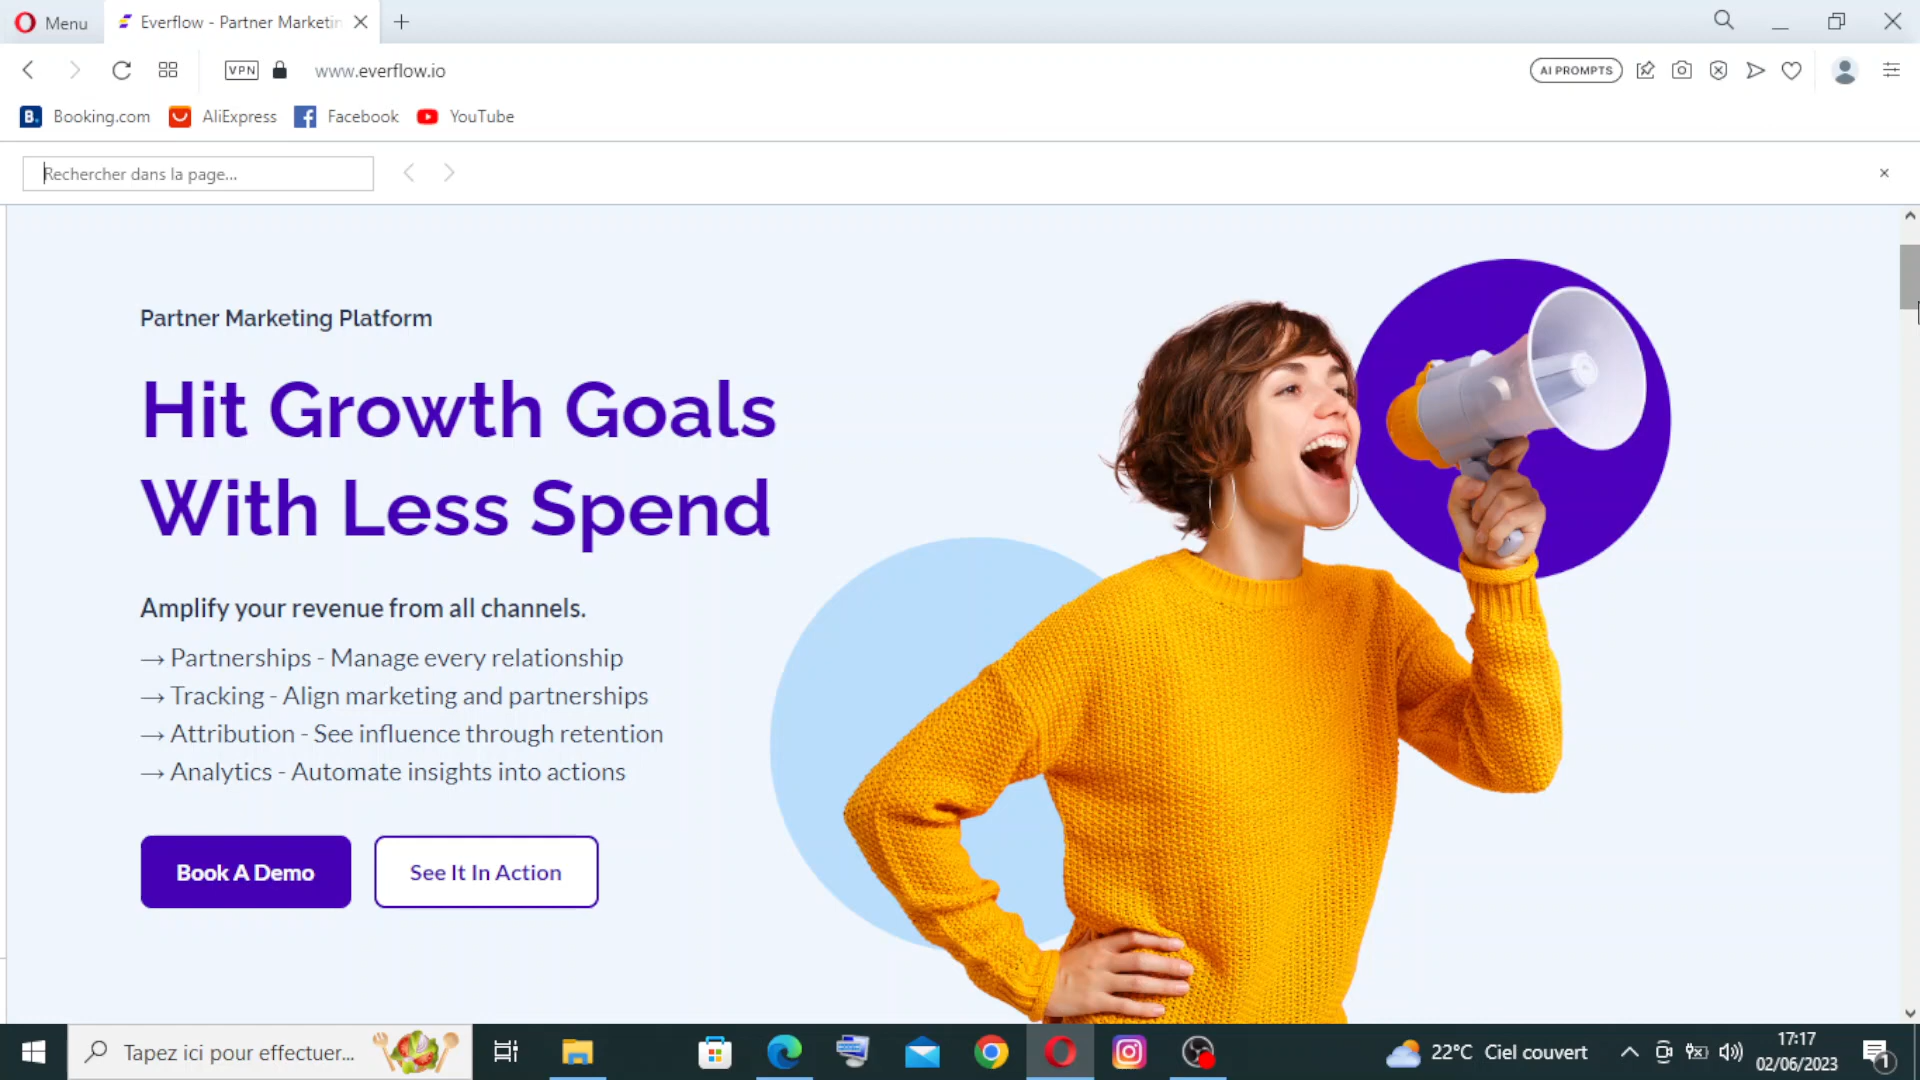 Menu
Everflow - Partner Marketin
VPN
www.everflow.io
AI PROMPTS
B.
Booking.com
AliExpress
Facebook
YouTube
Rechercher dans la page...
Partner Marketing Platform
Hit Growth Goals
With Less Spend
Amplify your revenue from all channels.
→ Partnerships - Manage every relationship
→ Tracking - Align marketing and partnerships
→ Attribution - See influence through retention
→ Analytics - Automate insights into actions
Book A Demo
See It In Action
Tapez ici pour effectuer...
22°C Ciel couvert
17:17
02/06/2023
1